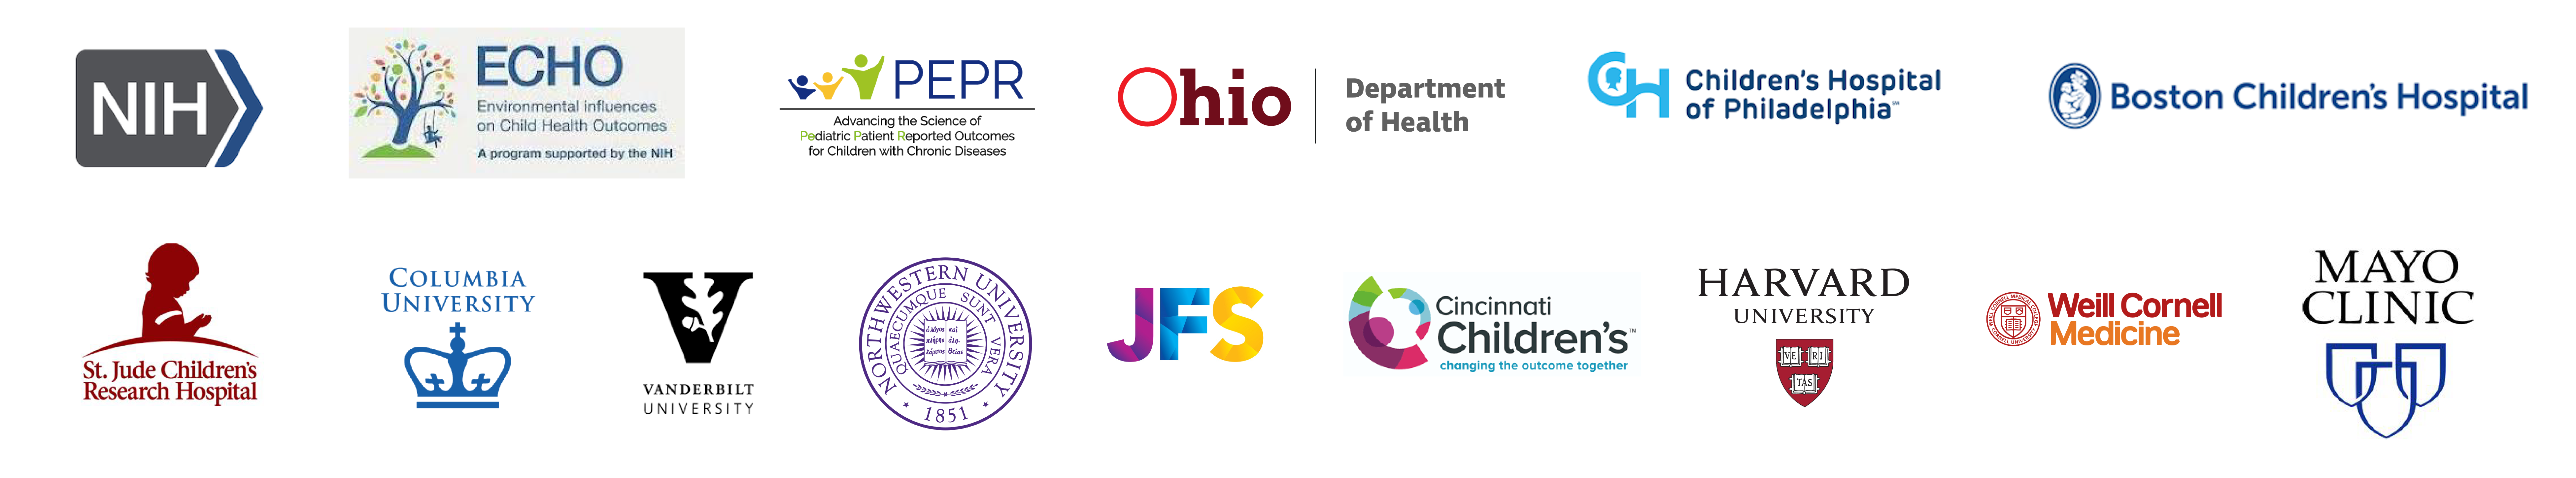 NIH
ECHO
Environmental influences
on Child Health Outcomes
A program supported by the NIH
PEPR
Advancing the Science of
Pediatric Patient Reported Outcomes
for Children with Chronic Diseases
Ohio
Department
of Health
CH
Children's Hospital
of Philadelphia℠
Boston Children's Hospital
St. Jude Children's
Research Hospital
COLUMBIA
UNIVERSITY
V
VANDERBILT
UNIVERSITY
NORTHWESTERN UNIVERSITY
QUAECUMQUE SUNT VERA
1851
JFS
Cincinnati
Children's™
changing the outcome together
HARVARD
UNIVERSITY
VE RI
TAS
Weill Cornell
Medicine
MAYO
CLINIC